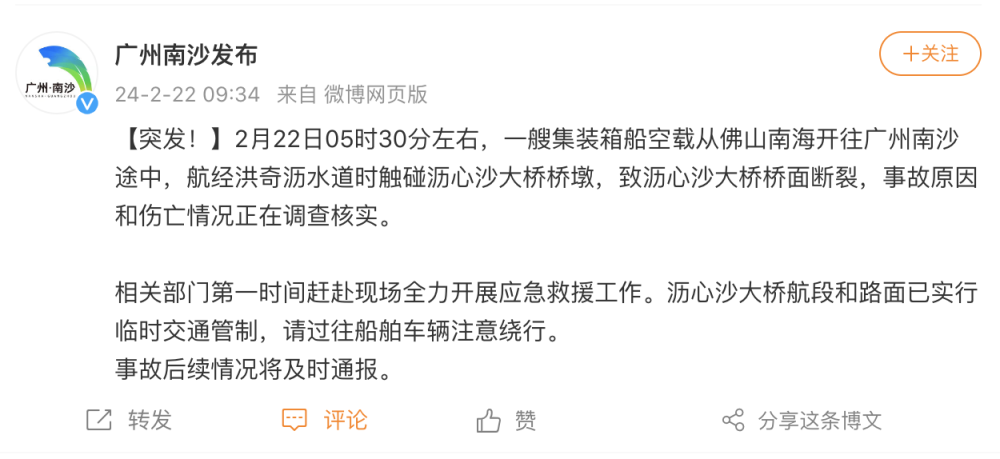 广州·南沙
广州南沙发布
+关注
24-2-22 09:34 来自 微博网页版
【突发！】2月22日05时30分左右，一艘集装箱船空载从佛山南海开往广州南沙
途中，航经洪奇沥水道时触碰沥心沙大桥桥墩，致沥心沙大桥桥面断裂，事故原因
和伤亡情况正在调查核实。
相关部门第一时间赶赴现场全力开展应急救援工作。沥心沙大桥航段和路面已实行
临时交通管制，请过往船舶车辆注意绕行。
事故后续情况将及时通报。
转发 评论 赞 分享这条博文